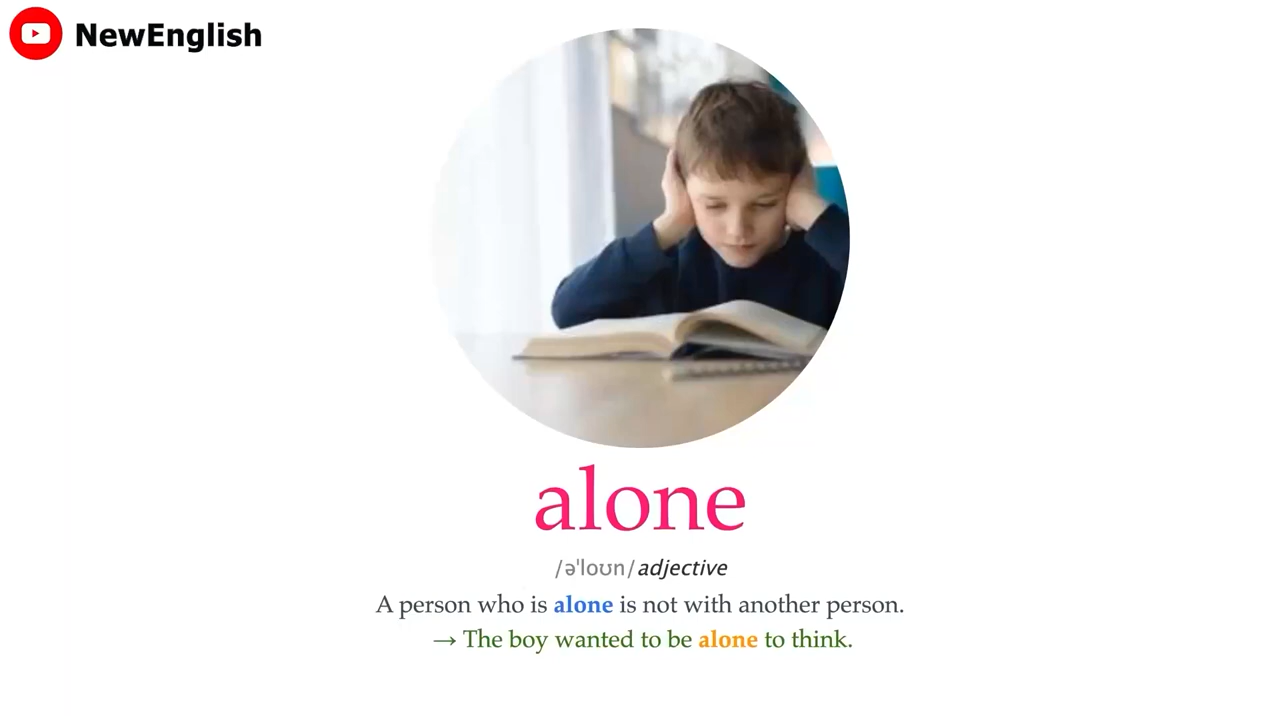 NewEnglish
alone
/əˈloʊn/adjective
A person who is alone is not with another person.
→ The boy wanted to be alone to think.